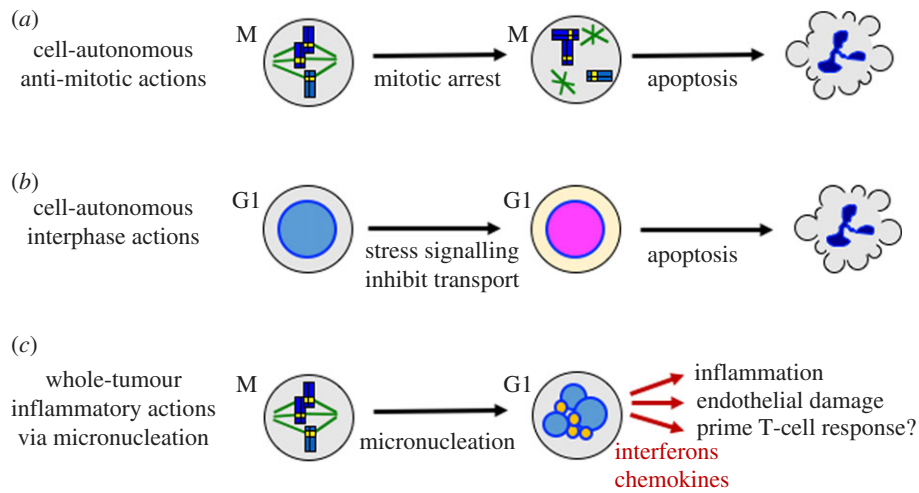 (a)
cell-autonomous
anti-mitotic actions
M
mitotic arrest
M
apoptosis
(b)
cell-autonomous
interphase actions
G1
stress signalling
inhibit transport
G1
apoptosis
(c)
whole-tumour
inflammatory actions
via micronucleation
M
micronucleation
G1
inflammation
endothelial damage
prime T-cell response?
interferons
chemokines